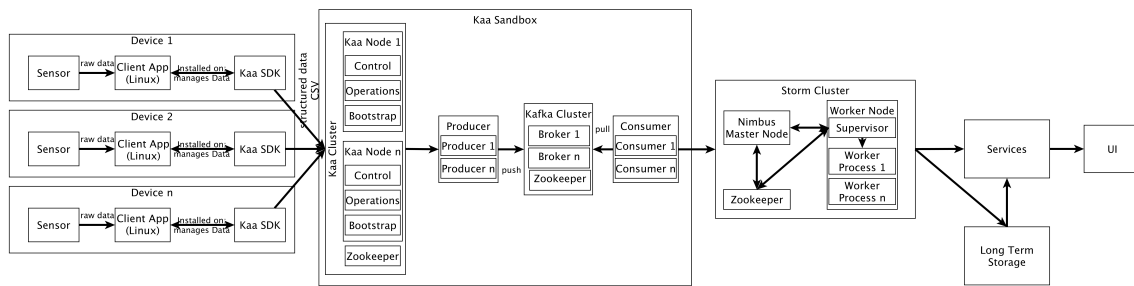 Device 1
Sensor
raw data
Client App
(Linux)
Installed on;
manages Data
Kaa SDK
Device 2
Sensor
raw data
Client App
(Linux)
Installed on;
manages Data
Kaa SDK
Device n
Sensor
raw data
Client App
(Linux)
Installed on;
manages Data
Kaa SDK
structured data
CSV
Kaa Sandbox
Kaa Cluster
Kaa Node 1
Control
Operations
Bootstrap
Kaa Node n
Control
Operations
Bootstrap
Zookeeper
Producer
Producer 1
Producer n
push
Kafka Cluster
Broker 1
Broker n
Zookeeper
pull
Consumer
Consumer 1
Consumer n
Storm Cluster
Nimbus
Master Node
Zookeeper
Worker Node
Supervisor
Worker
Process 1
Worker
Process n
Services
Long Term
Storage
UI